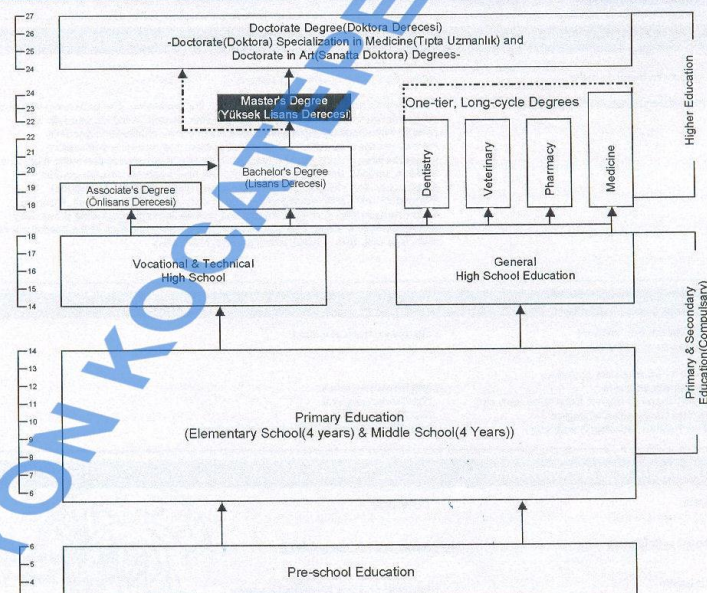 27
26
25
24
Doctorate Degree(Doktora Derecesi)
-Doctorate(Doktora) Specialization in Medicine(Tıpta Uzmanlık) and
Doctorate in Art(Sanatta Doktora) Degrees-
24
23
22
Master's Degree
(Yüksek Lisans Derecesi)
One-tier, Long-cycle Degrees
Higher Education
22
21
20
19
18
Bachelor's Degree
(Lisans Derecesi)
Associate's Degree
(Önlisans Derecesi)
Dentistry
Veterinary
Pharmacy
Medicine
18
17
16
15
14
Vocational & Technical
High School
General
High School Education
Primary & Secondary
Education(Compulsary)
14
13
12
11
10
9
8
7
6
Primary Education
(Elementary School(4 years) & Middle School(4 Years))
6
5
4
Pre-school Education
YON KOCATEPE